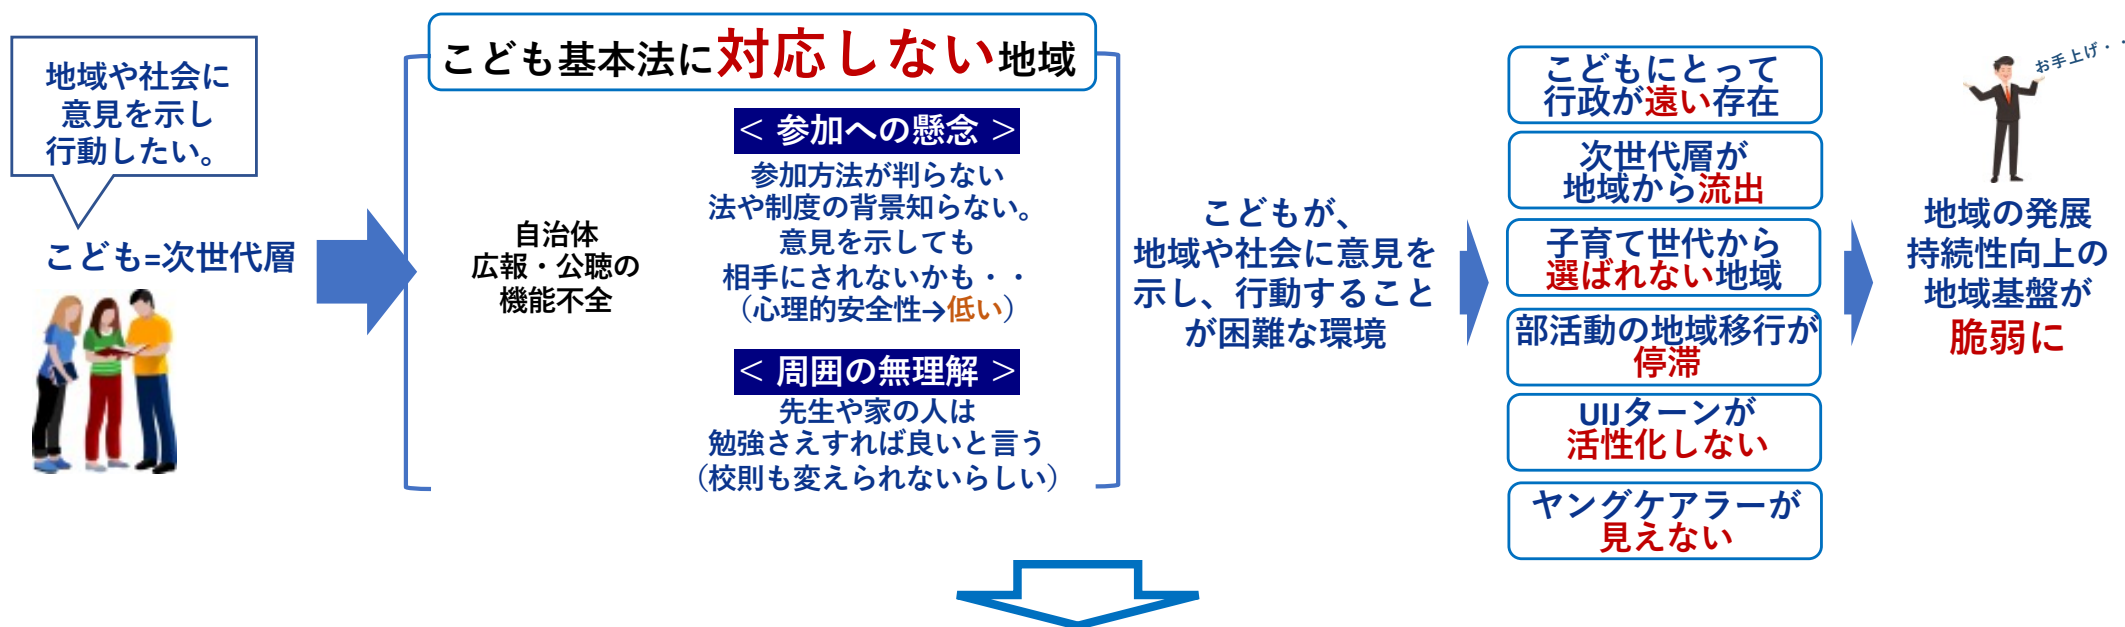 地域や社会に
意見を示し
行動したい。
こども=次世代層
こども基本法に対応しない地域
自治体
広報・公聴の
機能不全
＜ 参加への懸念 ＞
参加方法が判らない
法や制度の背景知らない。
意見を示しても
相手にされないかも・・
（心理的安全性→低い）
＜ 周囲の無理解 ＞
先生や家の人は
勉強さえすれば良いと言う
（校則も変えられないらしい）
こどもが、
地域や社会に意見を
示し、行動すること
が困難な環境
こどもにとって
行政が遠い存在
次世代層が
地域から流出
子育て世代から
選ばれない地域
部活動の地域移行が
停滞
UIJターンが
活性化しない
ヤングケアラーが
見えない
お手上げ・・
地域の発展
持続性向上の
地域基盤が
脆弱に